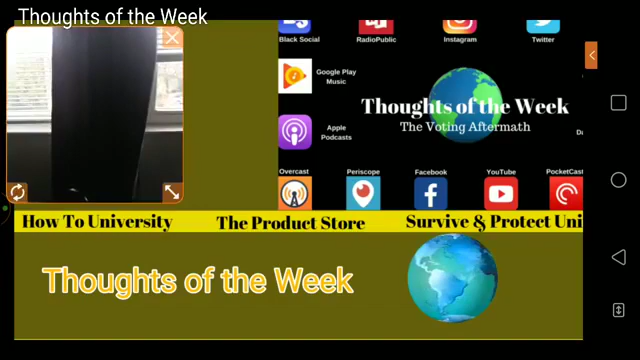 Thoughts of the Week
Black Social
RadioPublic
Instagram
Twitter
Google Play
Music
Thoughts of the Week
The Voting Aftermath
Apple
Podcasts
Overcast
Periscope
Facebook
YouTube
PocketCast
How To University
The Product Store
Survive & Protect Uni
Thoughts of the Week